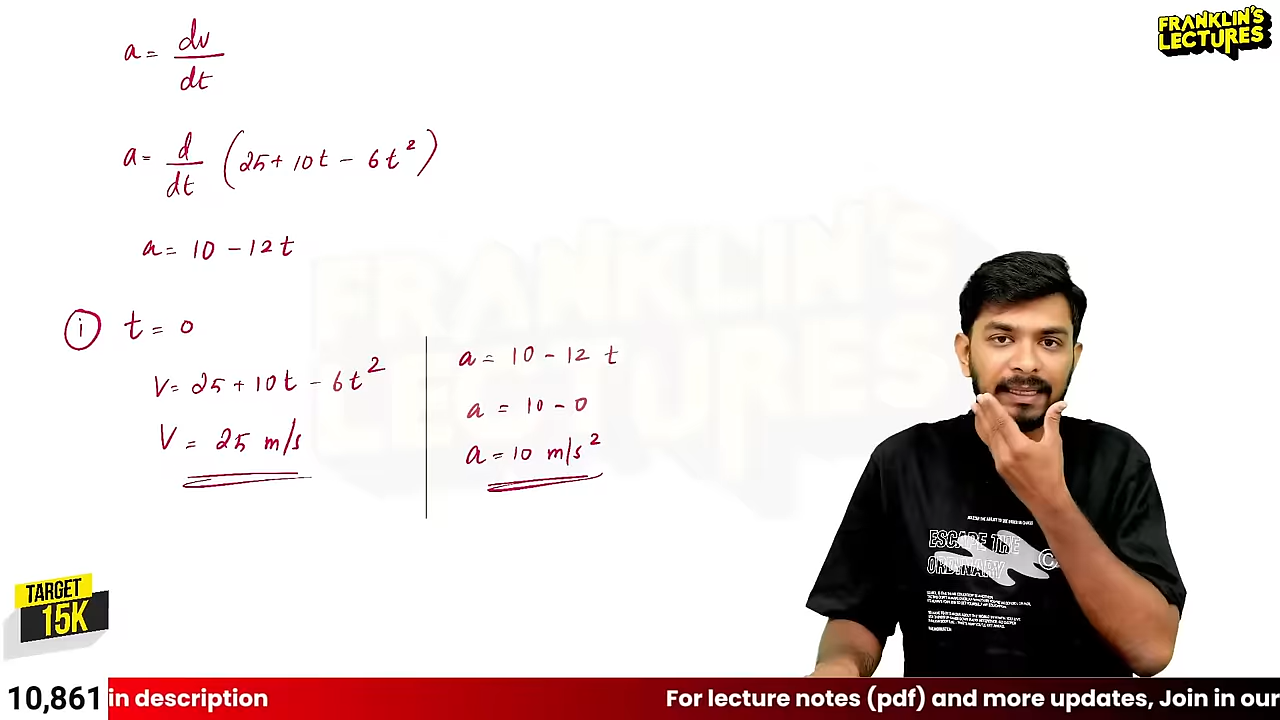 FRANKLIN'S
LECTURES
a = dv/dt
a = d/dt (25 + 10t - 6t²)
a = 10 - 12t
(i) t = 0
V = 25 + 10t - 6t²
V = 25 m/s
a = 10 - 12 t
a = 10 - 0
a = 10 m/s²
FRANKLIN'S
LECTURES
ESCAPE THE
ORDINARY
TARGET
15K
10,861
in description
For lecture notes (pdf) and more updates, Join in our